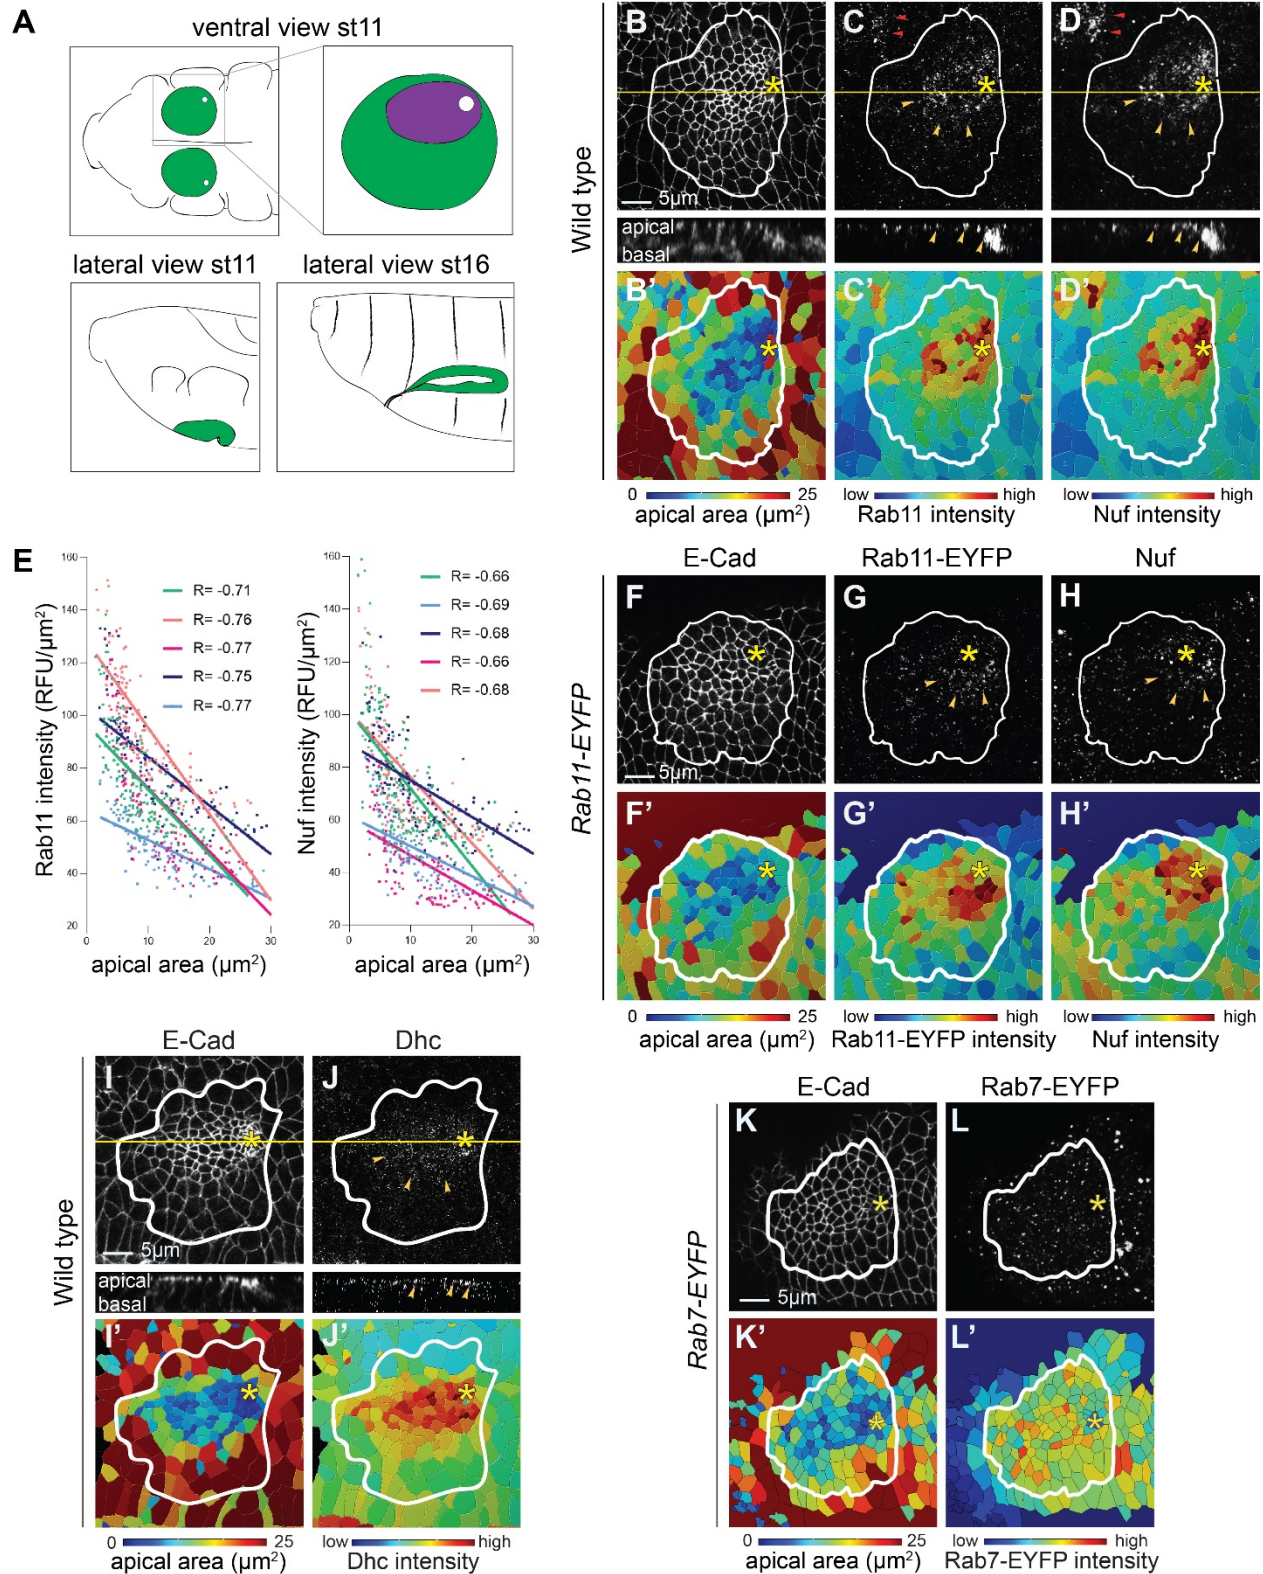 A
ventral view st11
lateral view st11
lateral view st16
Wild type
B
C
D
*
*
*
5µm
apical
basal
B'
C'
D'
*
*
*
0 25
apical area (µm²)
low high
Rab11 intensity
low high
Nuf intensity
E
Rab11 intensity (RFU/µm²)
160
140
120
100
80
60
40
20
0 10 20 30
apical area (µm²)
R= -0.71
R= -0.76
R= -0.77
R= -0.75
R= -0.77
Nuf intensity (RFU/µm²)
160
140
120
100
80
60
40
20
0 10 20 30
apical area (µm²)
R= -0.66
R= -0.69
R= -0.68
R= -0.66
R= -0.68
Rab11-EYFP
E-Cad
Rab11-EYFP
Nuf
F
G
H
*
*
*
5µm
F'
G'
H'
*
*
*
0 25
apical area (µm²)
low high
Rab11-EYFP intensity
low high
Nuf intensity
Wild type
E-Cad
Dhc
I
J
*
*
5µm
apical
basal
I'
J'
*
*
0 25
apical area (µm²)
low high
Dhc intensity
Rab7-EYFP
E-Cad
Rab7-EYFP
K
L
*
*
5µm
K'
L'
*
*
0 25
apical area (µm²)
low high
Rab7-EYFP intensity